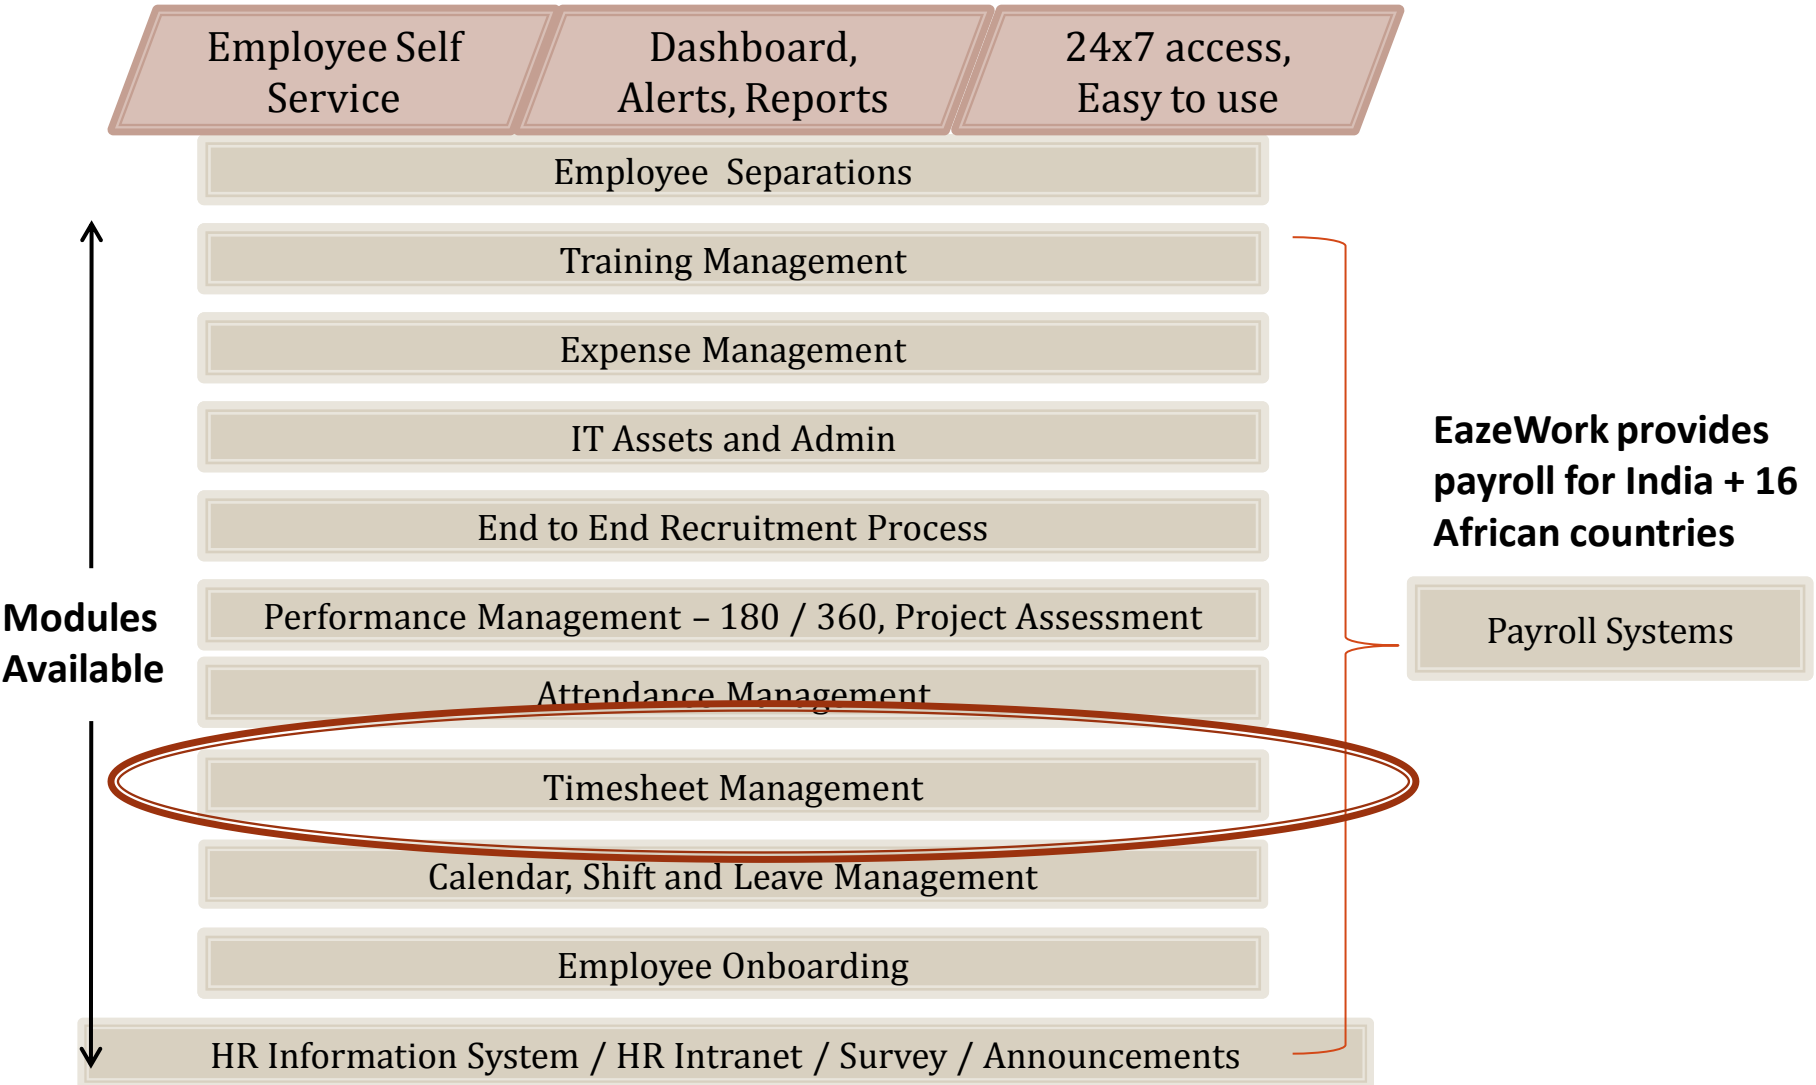 Employee Self
Service
Dashboard,
Alerts, Reports
24x7 access,
Easy to use
Employee Separations
Training Management
Expense Management
IT Assets and Admin
End to End Recruitment Process
Performance Management – 180 / 360, Project Assessment
Attendance Management
Timesheet Management
Calendar, Shift and Leave Management
Employee Onboarding
HR Information System / HR Intranet / Survey / Announcements
Modules
Available
EazeWork provides
payroll for India + 16
African countries
Payroll Systems